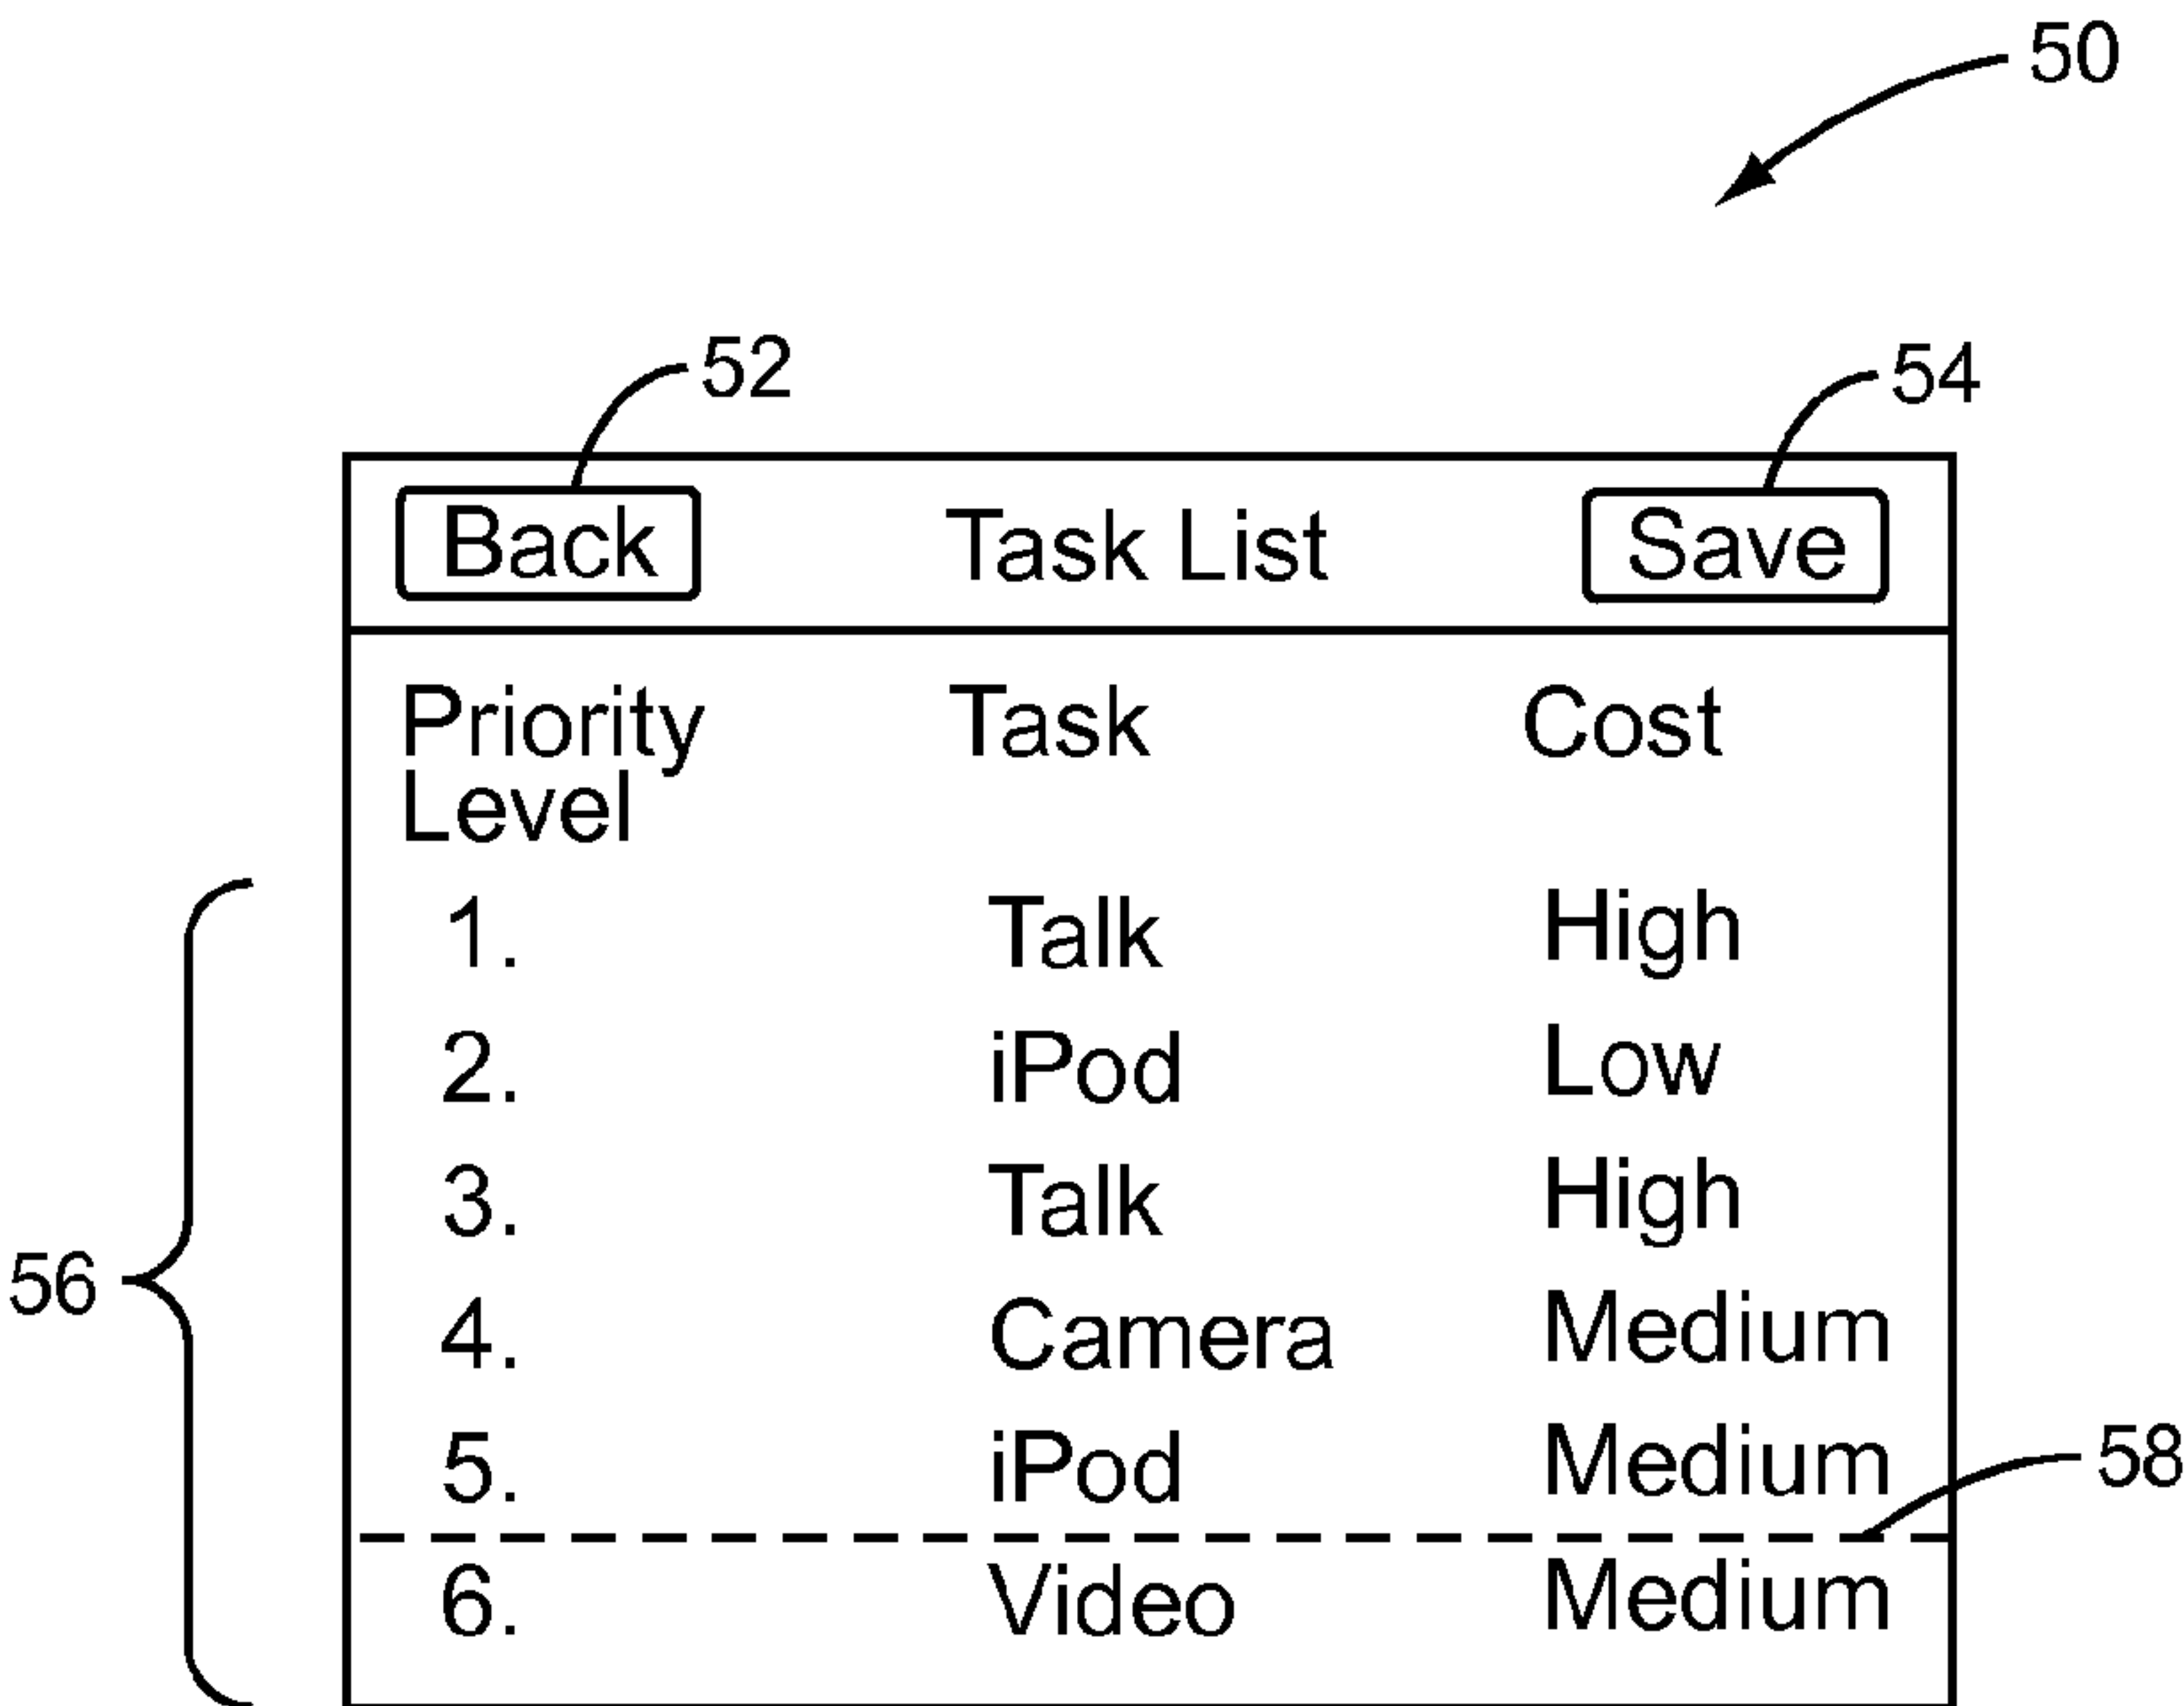 50
52
54
Back Task List Save
Priority Level Task Cost
1. Talk High
2. iPod Low
3. Talk High
56
4. Camera Medium
5. iPod Medium
58
6. Video Medium